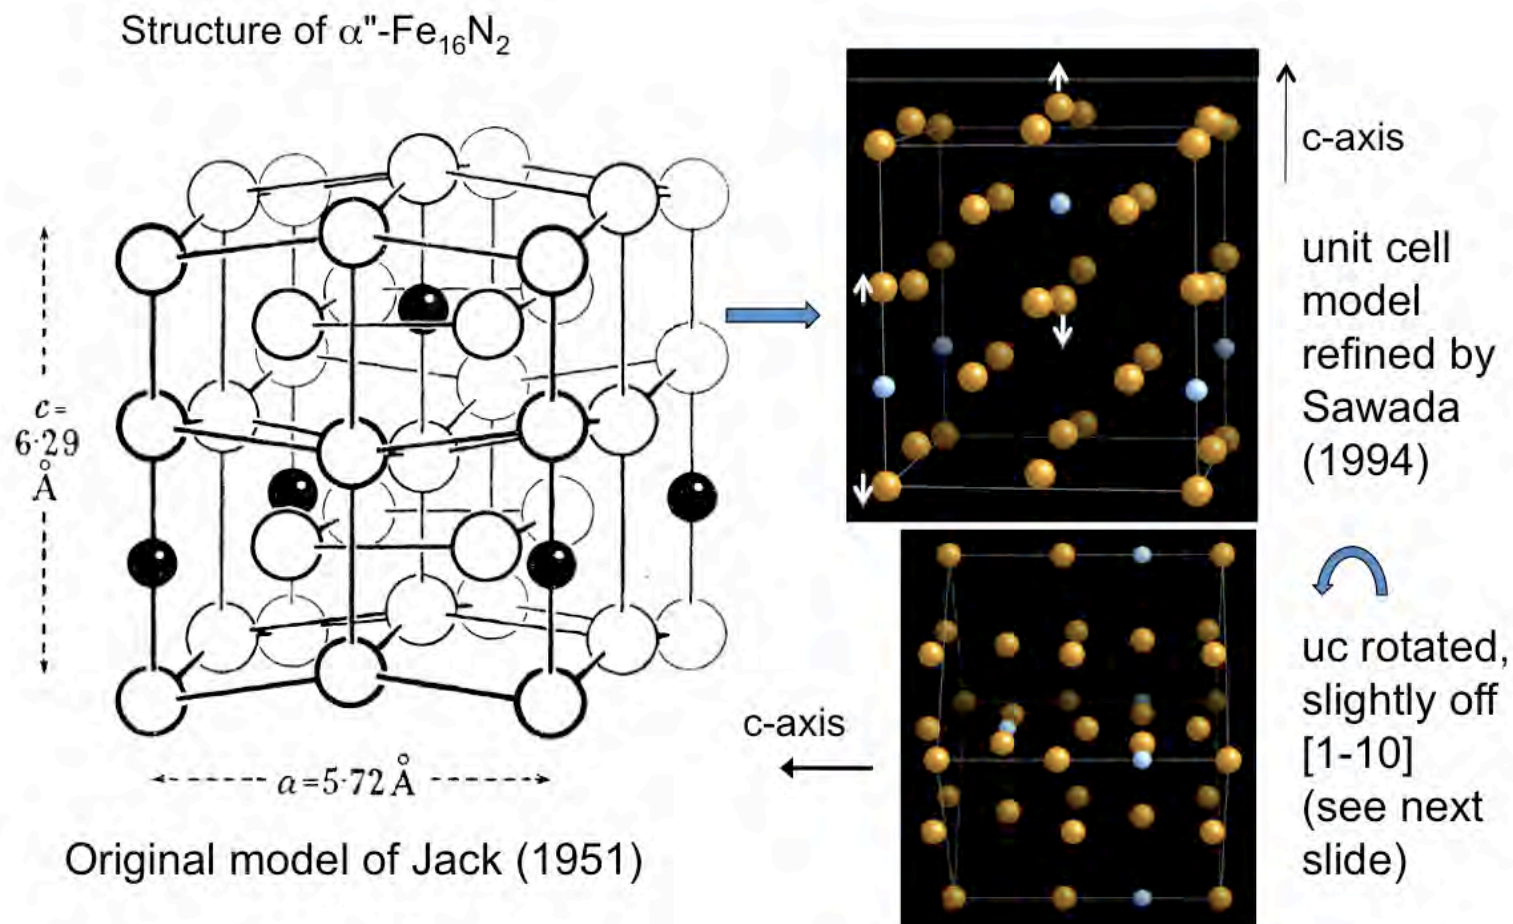 Structure of α"-Fe₁₆N₂
c-axis
unit cell
model
refined by
Sawada
(1994)
c=
6·29
Å
c-axis
a=5·72 Å
uc rotated,
slightly off
[1-10]
(see next
slide)
Original model of Jack (1951)